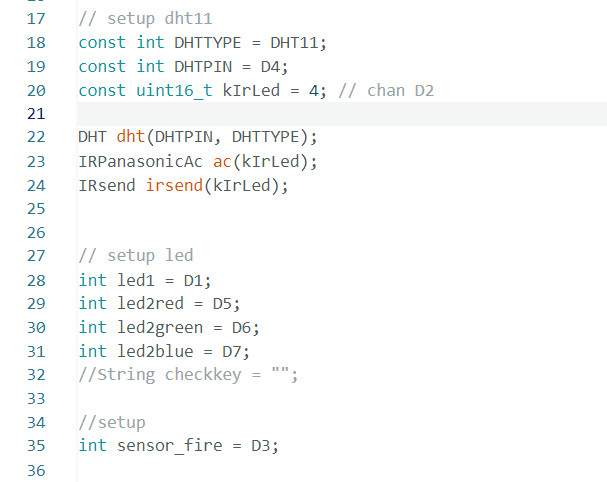 17 // setup dht11
18 const int DHTTYPE = DHT11;
19 const int DHTPIN = D4;
20 const uint16_t kIrLed = 4; // chan D2
21
22 DHT dht(DHTPIN, DHTTYPE);
23 IRPanasonicAc ac(kIrLed);
24 IRsend irsend(kIrLed);
25
26
27 // setup led
28 int led1 = D1;
29 int led2red = D5;
30 int led2green = D6;
31 int led2blue = D7;
32 //String checkkey = "";
33
34 //setup
35 int sensor_fire = D3;
36